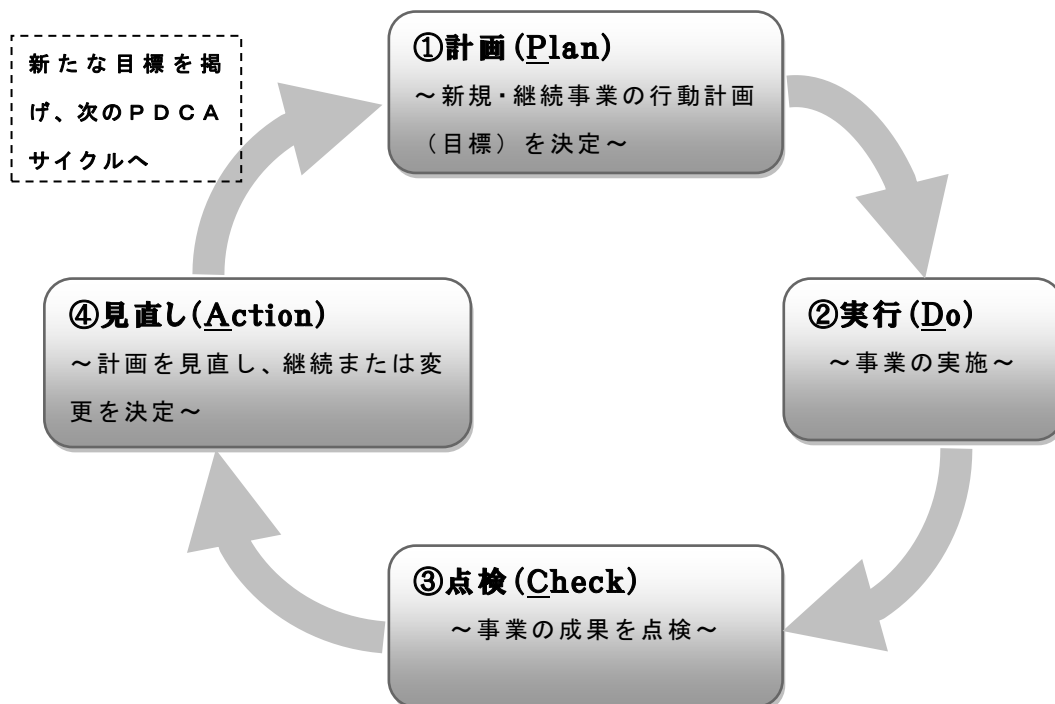 新たな目標を掲
げ、次のＰＤＣＡ
サイクルへ
①計画(Plan)
～新規・継続事業の行動計画
（目標）を決定～
②実行(Do)
～事業の実施～
③点検(Check)
～事業の成果を点検～
④見直し(Action)
～計画を見直し、継続または変
更を決定～